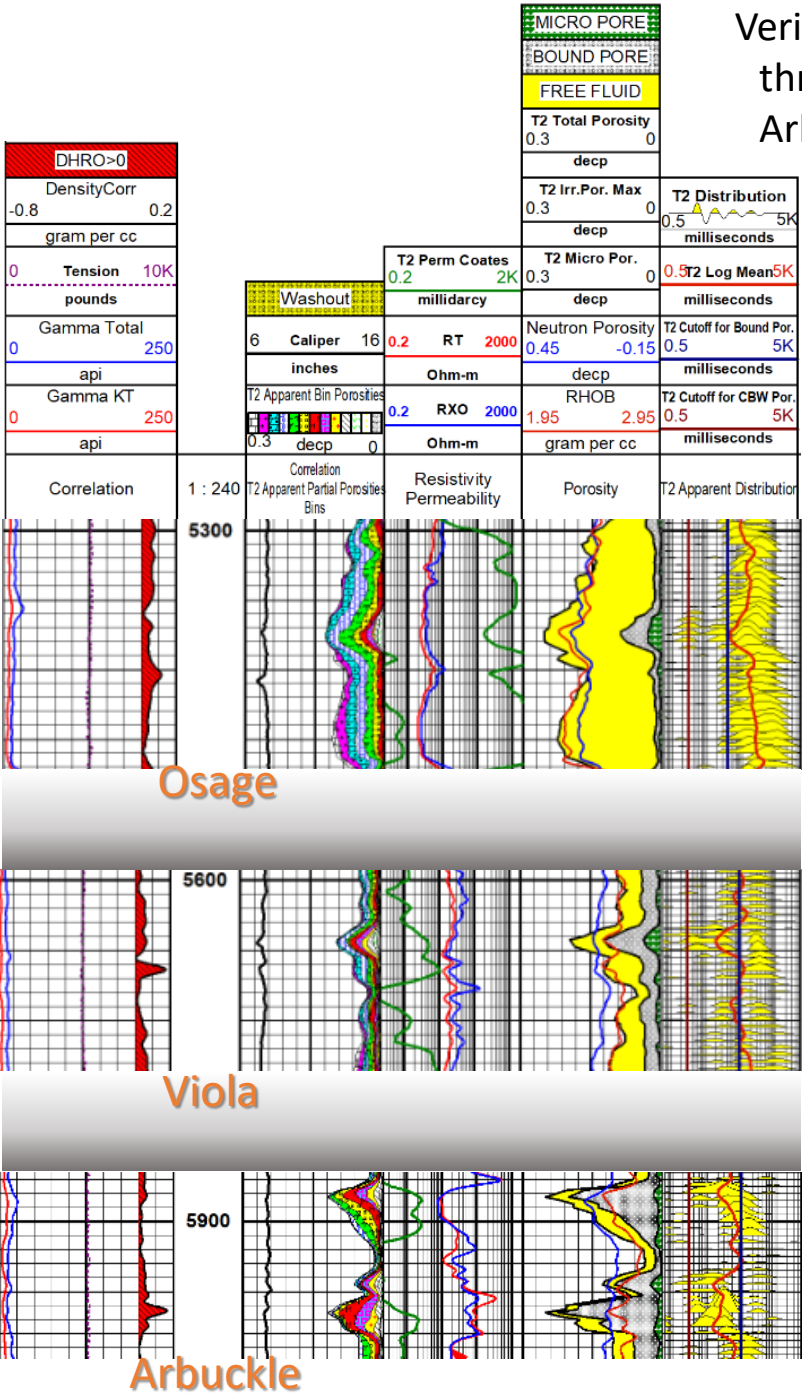 MICRO PORE
BOUND PORE
FREE FLUID
T2 Total Porosity
0.3 0
decp
T2 Irr.Por. Max
0.3 0
decp
T2 Micro Por.
0.3 0
decp
Neutron Porosity
0.45 -0.15
decp
RHOB
1.95 2.95
gram per cc
Porosity
DHRO>0
DensityCorr
-0.8 0.2
gram per cc
0 Tension 10K
pounds
Gamma Total
0 250
api
Gamma KT
0 250
api
Correlation
1 : 240
Washout
6 Caliper 16
inches
T2 Apparent Bin Porosities
0.3 decp 0
Correlation
T2 Apparent Partial Porosities
Bins
T2 Perm Coates
0.2 2K
millidarcy
0.2 RT 2000
Ohm-m
0.2 RXO 2000
Ohm-m
Resistivity
Permeability
T2 Distribution
0.5 5K
milliseconds
0.5 T2 Log Mean 5K
milliseconds
T2 Cutoff for Bound Por.
0.5 5K
milliseconds
T2 Cutoff for CBW Por.
0.5 5K
milliseconds
T2 Apparent Distribution
5300
Osage
5600
Viola
5900
Arbuckle